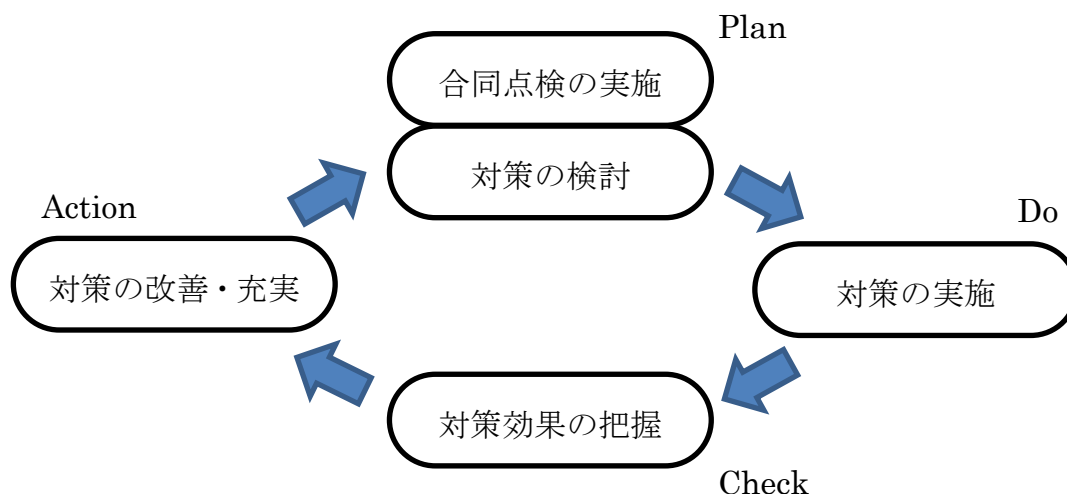 Plan
合同点検の実施
対策の検討
Do
対策の実施
Check
対策効果の把握
Action
対策の改善・充実